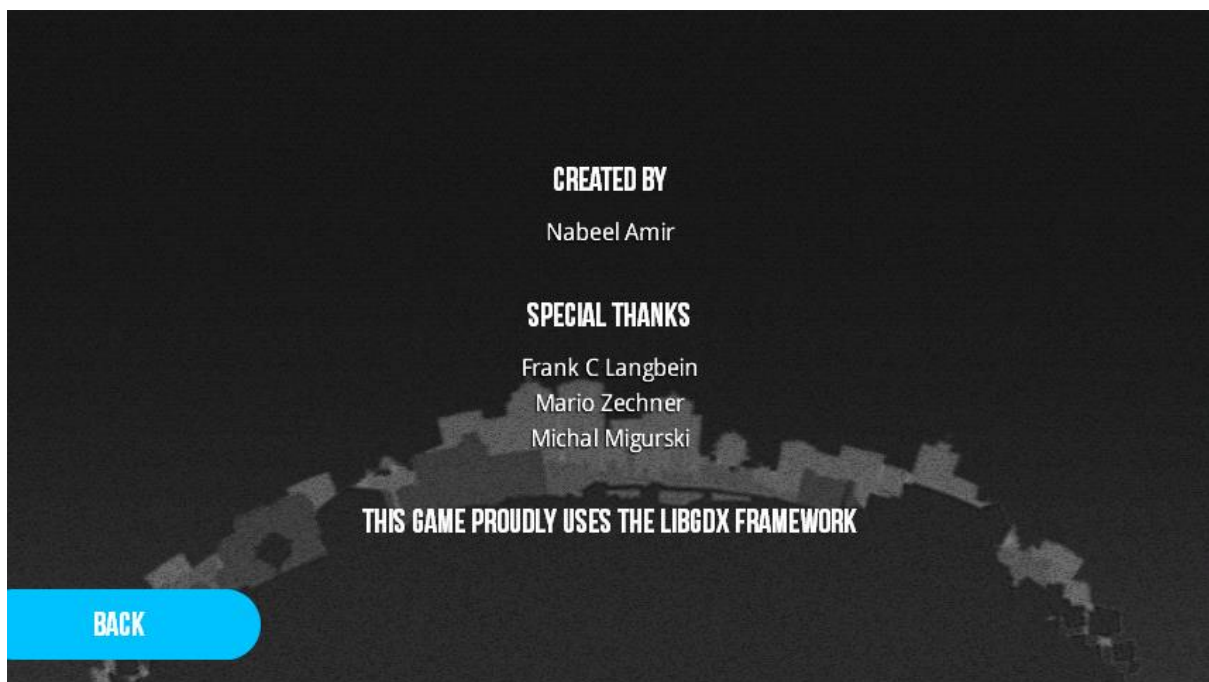 CREATED BY
Nabeel Amir
SPECIAL THANKS
Frank C Langbein
Mario Zechner
Michal Migurski
THIS GAME PROUDLY USES THE LIBGDX FRAMEWORK
BACK